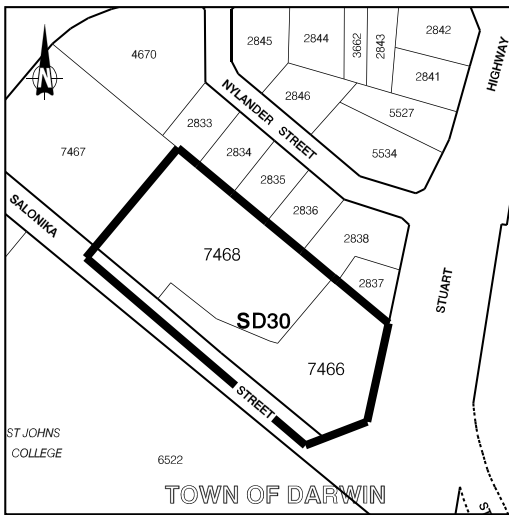 2845
2844
3662
2843
2842
2841
HIGHWAY
4670
N
NYLANDER STREET
2846
5527
5534
7467
2833
2834
2835
2836
2838
2837
SALONIKA
STREET
7468
SD30
7466
STUART
ST JOHNS
COLLEGE
6522
TOWN OF DARWIN
ST